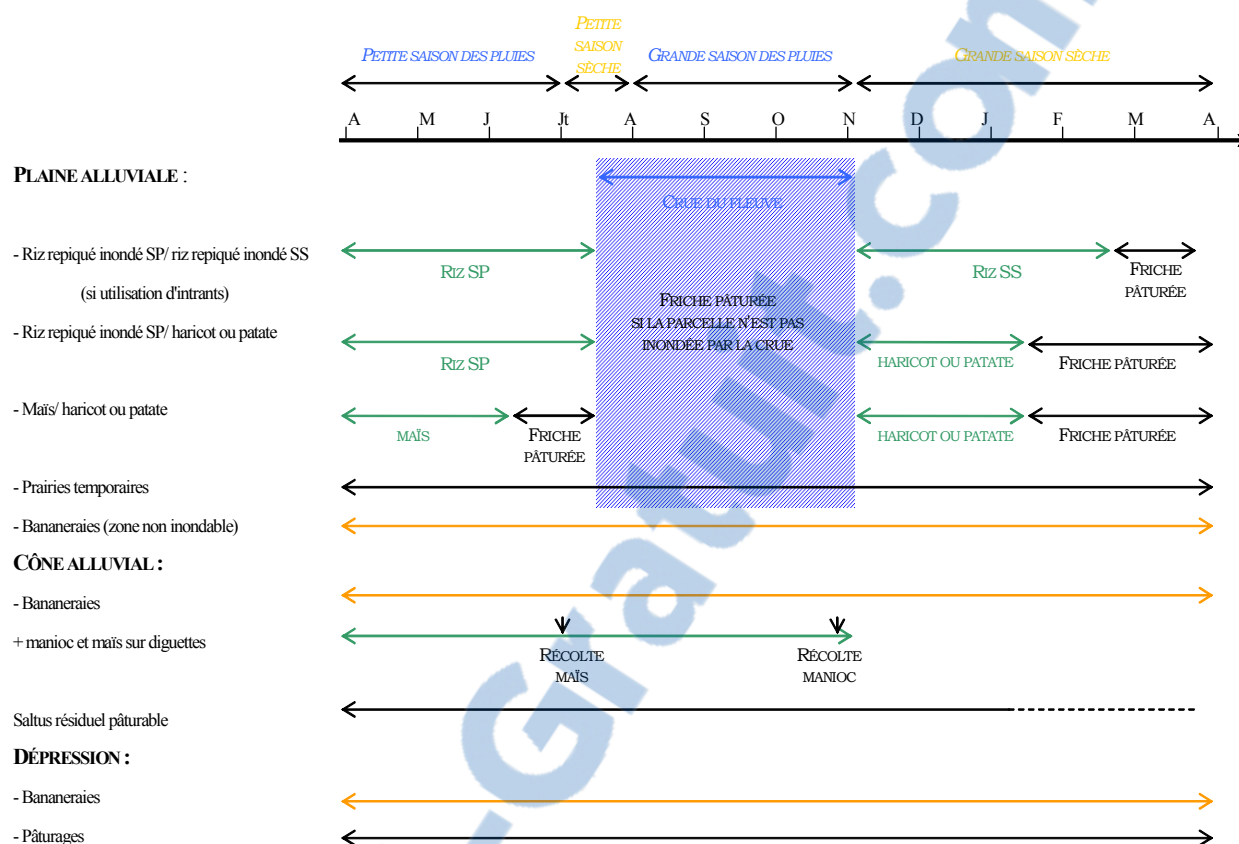 PETITE
SAISON
SÈCHE
PETITE SAISON DES PLUIES
GRANDE SAISON DES PLUIES
GRANDE SAISON SÈCHE
A M J Jt A S O N D J F M A
PLAINE ALLUVIALE :
CRUE DU FLEUVE
- Riz repiqué inondé SP/ riz repiqué inondé SS
(si utilisation d'intrants)
RIZ SP
RIZ SS
FRICHE
PÂTURÉE
FRICHE PÂTURÉE
SI LA PARCELLE N'EST PAS
INONDÉE PAR LA CRUE
- Riz repiqué inondé SP/ haricot ou patate
RIZ SP
HARICOT OU PATATE
FRICHE PÂTURÉE
- Maïs/ haricot ou patate
MAÏS
FRICHE
PÂTURÉE
HARICOT OU PATATE
FRICHE PÂTURÉE
- Prairies temporaires
- Bananeraies (zone non inondable)
CÔNE ALLUVIAL :
- Bananeraies
+ manioc et maïs sur diguettes
RÉCOLTE
MAÏS
RÉCOLTE
MANIOC
Saltus résiduel pâturable
DÉPRESSION :
- Bananeraies
- Pâturages
-Gratuit.com